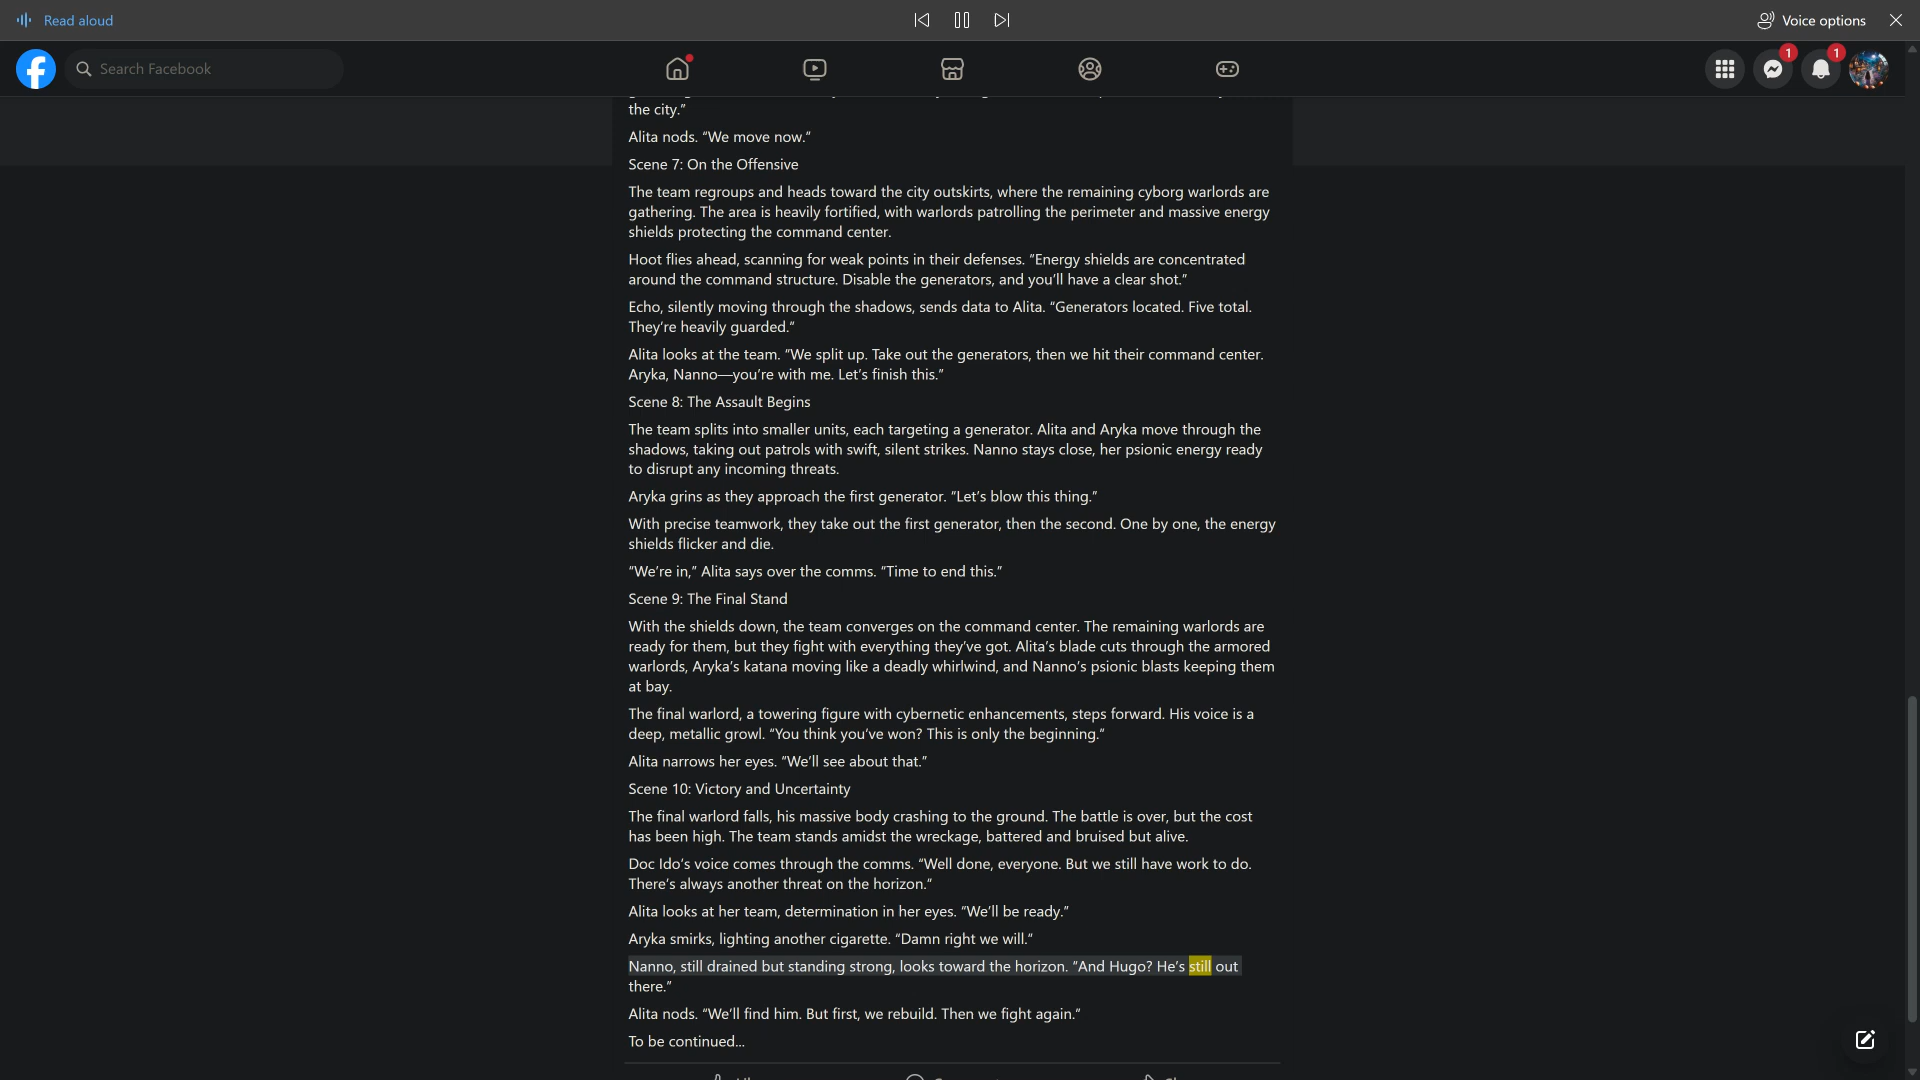 Read aloud
Voice options
Search Facebook
1
1
the city."
Alita nods. "We move now."
Scene 7: On the Offensive
The team regroups and heads toward the city outskirts, where the remaining cyborg warlords are
gathering. The area is heavily fortified, with warlords patrolling the perimeter and massive energy
shields protecting the command center.
Hoot flies ahead, scanning for weak points in their defenses. "Energy shields are concentrated
around the command structure. Disable the generators, and you'll have a clear shot."
Echo, silently moving through the shadows, sends data to Alita. "Generators located. Five total.
They're heavily guarded."
Alita looks at the team. "We split up. Take out the generators, then we hit their command center.
Aryka, Nanno—you're with me. Let's finish this."
Scene 8: The Assault Begins
The team splits into smaller units, each targeting a generator. Alita and Aryka move through the
shadows, taking out patrols with swift, silent strikes. Nanno stays close, her psionic energy ready
to disrupt any incoming threats.
Aryka grins as they approach the first generator. "Let's blow this thing."
With precise teamwork, they take out the first generator, then the second. One by one, the energy
shields flicker and die.
"We're in," Alita says over the comms. "Time to end this."
Scene 9: The Final Stand
With the shields down, the team converges on the command center. The remaining warlords are
ready for them, but they fight with everything they've got. Alita's blade cuts through the armored
warlords, Aryka's katana moving like a deadly whirlwind, and Nanno's psionic blasts keeping them
at bay.
The final warlord, a towering figure with cybernetic enhancements, steps forward. His voice is a
deep, metallic growl. "You think you've won? This is only the beginning."
Alita narrows her eyes. "We'll see about that."
Scene 10: Victory and Uncertainty
The final warlord falls, his massive body crashing to the ground. The battle is over, but the cost
has been high. The team stands amidst the wreckage, battered and bruised but alive.
Doc Ido's voice comes through the comms. "Well done, everyone. But we still have work to do.
There's always another threat on the horizon."
Alita looks at her team, determination in her eyes. "We'll be ready."
Aryka smirks, lighting another cigarette. "Damn right we will."
Nanno, still drained but standing strong, looks toward the horizon. "And Hugo? He's still out
there."
Alita nods. "We'll find him. But first, we rebuild. Then we fight again."
To be continued...